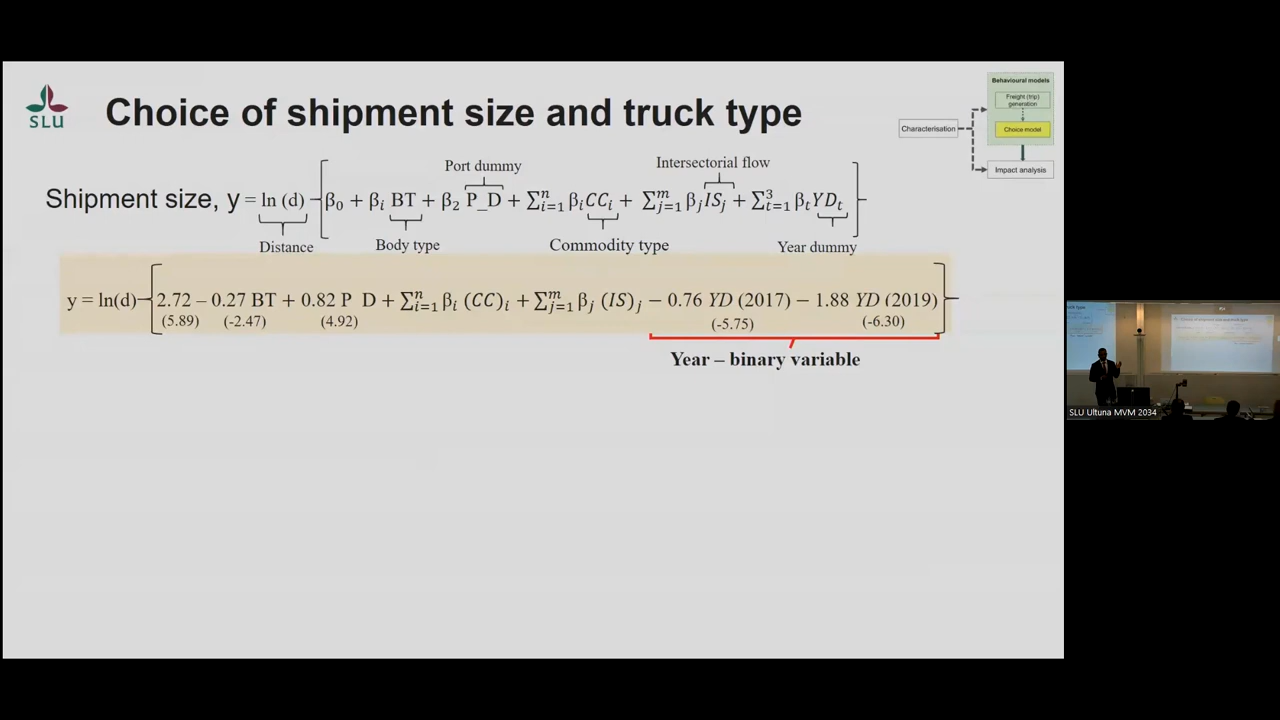 SLU
Choice of shipment size and truck type
Behavioural models
Freight (trip)
generation
Characterisation
Choice model
Impact analysis
Port dummy
Intersectorial flow
Shipment size, y = ln (d) { β₀ + βᵢ BT + β₂ P_D + ∑ⁿᵢ₌₁ βᵢCCᵢ + ∑ᵐⱼ₌₁ βⱼISⱼ + ∑³ₜ₌₁ βₜYDₜ }
Distance
Body type
Commodity type
Year dummy
y = ln(d) { 2.72 – 0.27 BT + 0.82 P D + ∑ⁿᵢ₌₁ βᵢ (CC)ᵢ + ∑ᵐⱼ₌₁ βⱼ (IS)ⱼ − 0.76 YD (2017) − 1.88 YD (2019) }
(5.89) (-2.47) (4.92) (-5.75) (-6.30)
Year – binary variable
SLU Ultuna MVM 2034